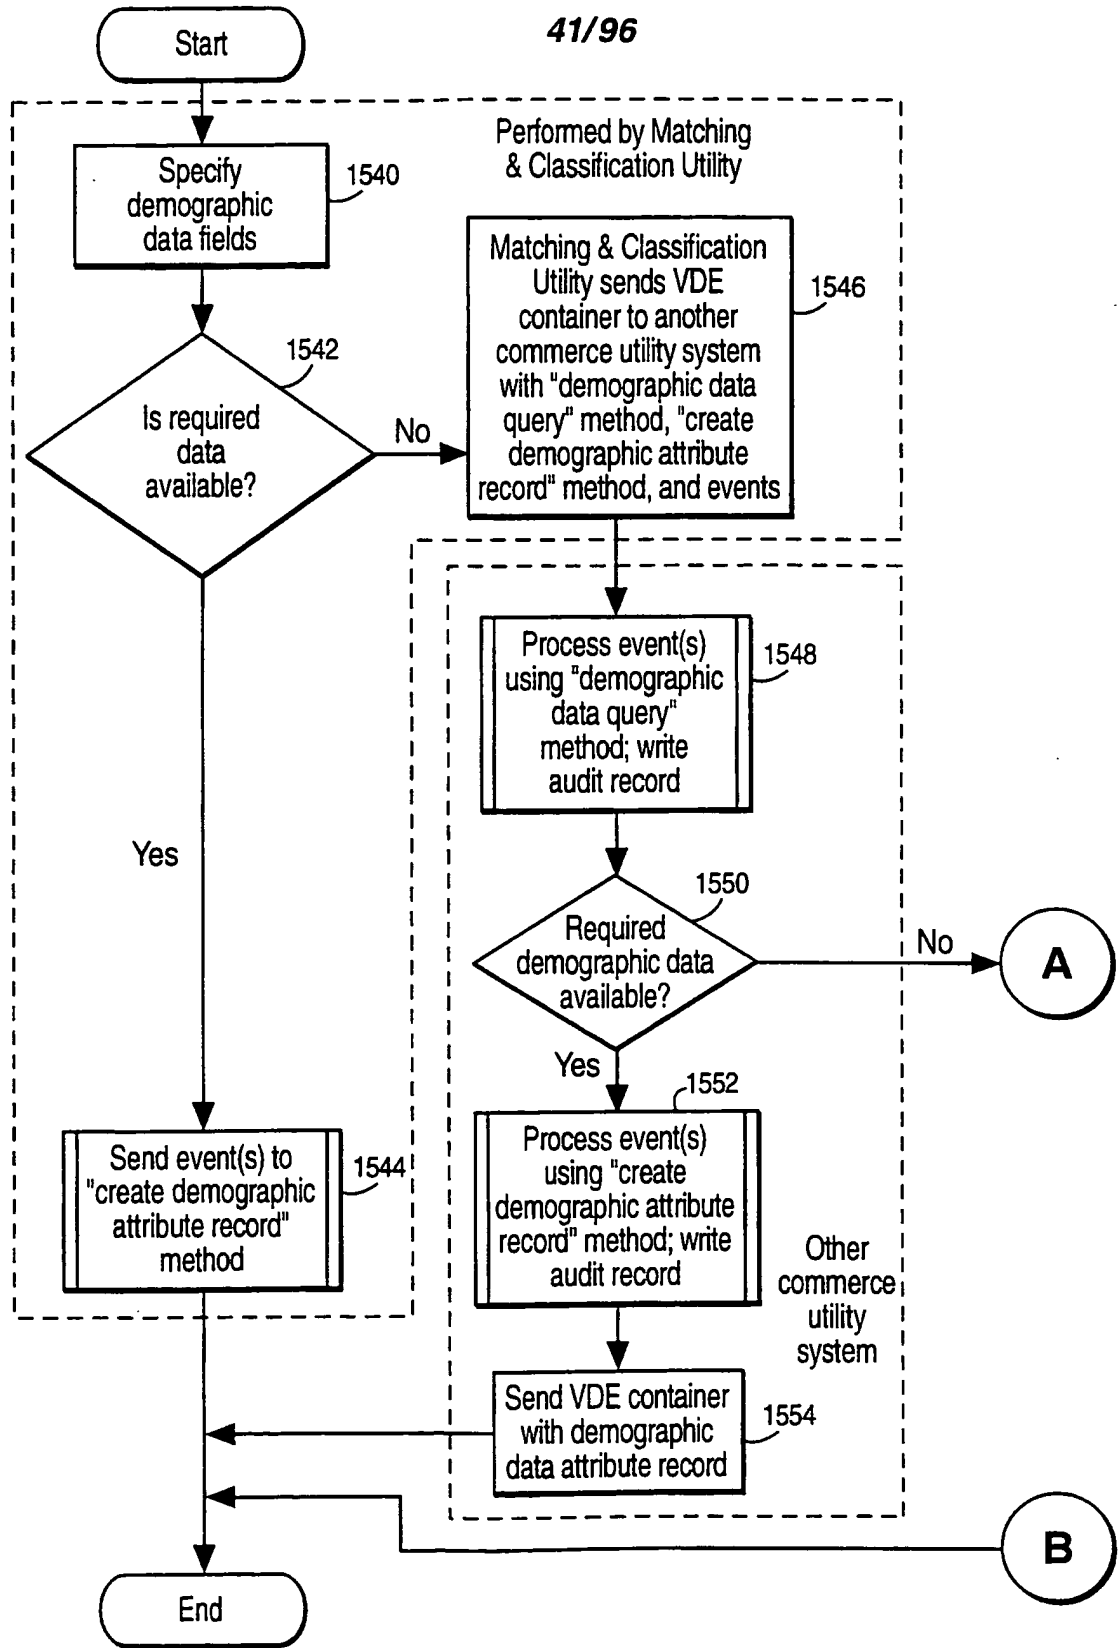 41/96
Start
Performed by Matching
& Classification Utility
Specify
demographic
data fields
1540
Matching & Classification
Utility sends VDE
container to another
commerce utility system
with "demographic data
query" method, "create
demographic attribute
record" method, and events
1546
1542
Is required
data
available?
No
Yes
Process event(s)
using "demographic
data query"
method; write
audit record
1548
1550
Required
demographic data
available?
No
A
Yes
1552
Process event(s)
using "create
demographic attribute
record" method; write
audit record
Send event(s) to
"create demographic
attribute record"
method
1544
Other
commerce
utility
system
Send VDE container
with demographic
data attribute record
1554
B
End